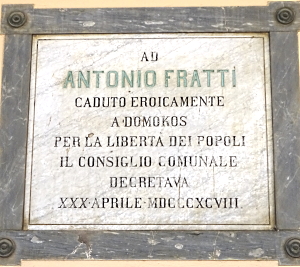 AD
ANTONIO FRATTI
CADUTO EROICAMENTE
A·DOMOKOS
PER LA LIBERTÀ DEI POPOLI
IL CONSIGLIO COMUNALE
DECRETAVA
XXX·APRILE·MDCCCXCVIII